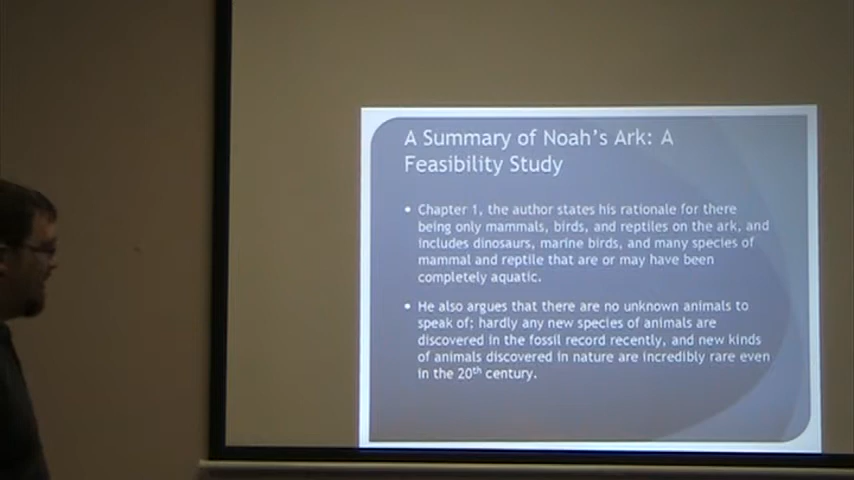 A Summary of Noah's Ark: A
Feasibility Study
• Chapter 1, the author states his rationale for there
being only mammals, birds, and reptiles on the ark, and
includes dinosaurs, marine birds, and many species of
mammal and reptile that are or may have been
completely aquatic.
• He also argues that there are no unknown animals to
speak of; hardly any new species of animals are
discovered in the fossil record recently, and new kinds
of animals discovered in nature are incredibly rare even
in the 20th century.